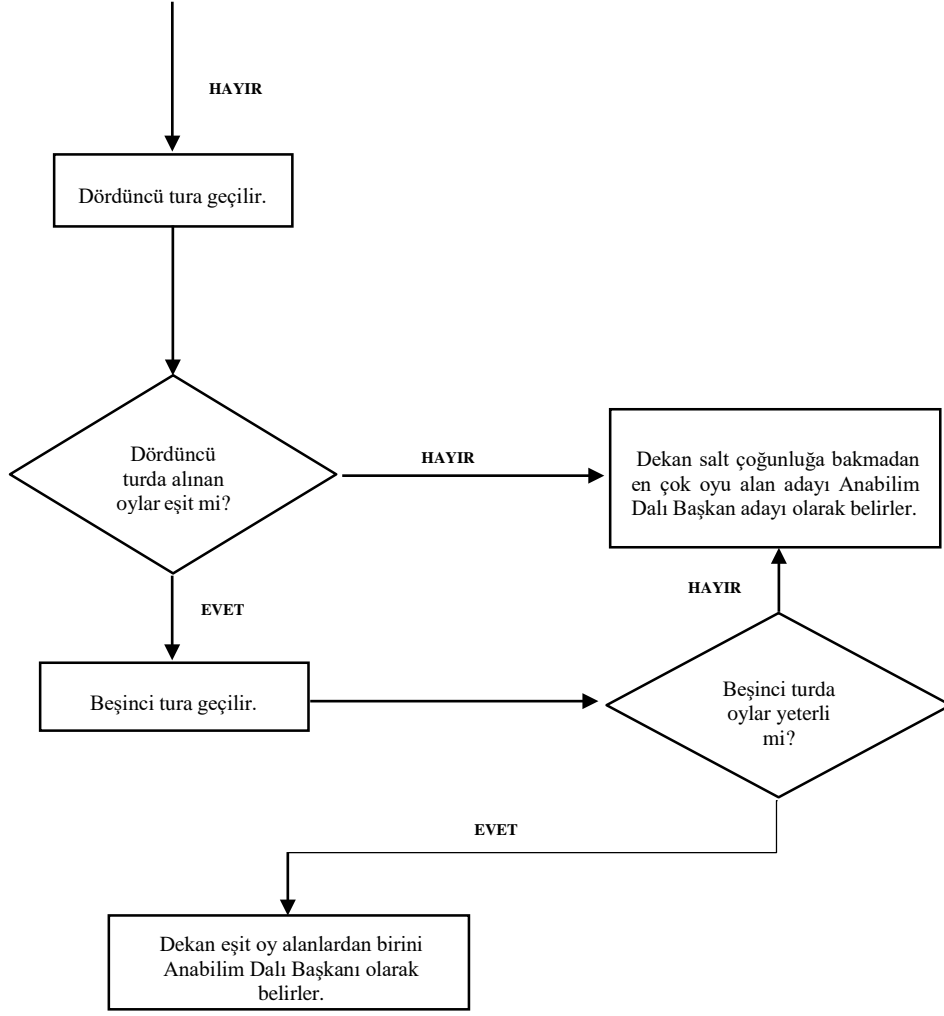 HAYIR
Dördüncü tura geçilir.
Dördüncü
turda alınan
oylar eşit mi?
HAYIR
Dekan salt çoğunluğa bakmadan
en çok oyu alan adayı Anabilim
Dalı Başkan adayı olarak belirler.
HAYIR
EVET
Beşinci tura geçilir.
Beşinci turda
oylar yeterli
mi?
EVET
Dekan eşit oy alanlardan birini
Anabilim Dalı Başkanı olarak
belirler.